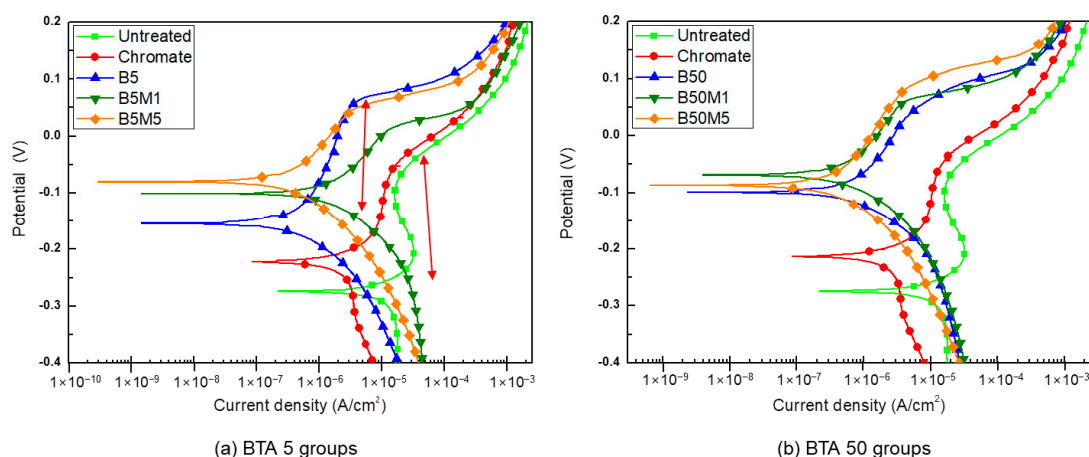 0.2
0.1
0.0
-0.1
-0.2
-0.3
-0.4
Potential (V)
Untreated
Chromate
B5
B5M1
B5M5
1×10−10 1×10−9 1×10−8 1×10−7 1×10−6 1×10−5 1×10−4 1×10−3
Current density (A/cm²)
(a) BTA 5 groups
0.2
0.1
0.0
-0.1
-0.2
-0.3
-0.4
Potential (V)
Untreated
Chromate
B50
B50M1
B50M5
1×10−9 1×10−8 1×10−7 1×10−6 1×10−5 1×10−4 1×10−3
Current density (A/cm²)
(b) BTA 50 groups